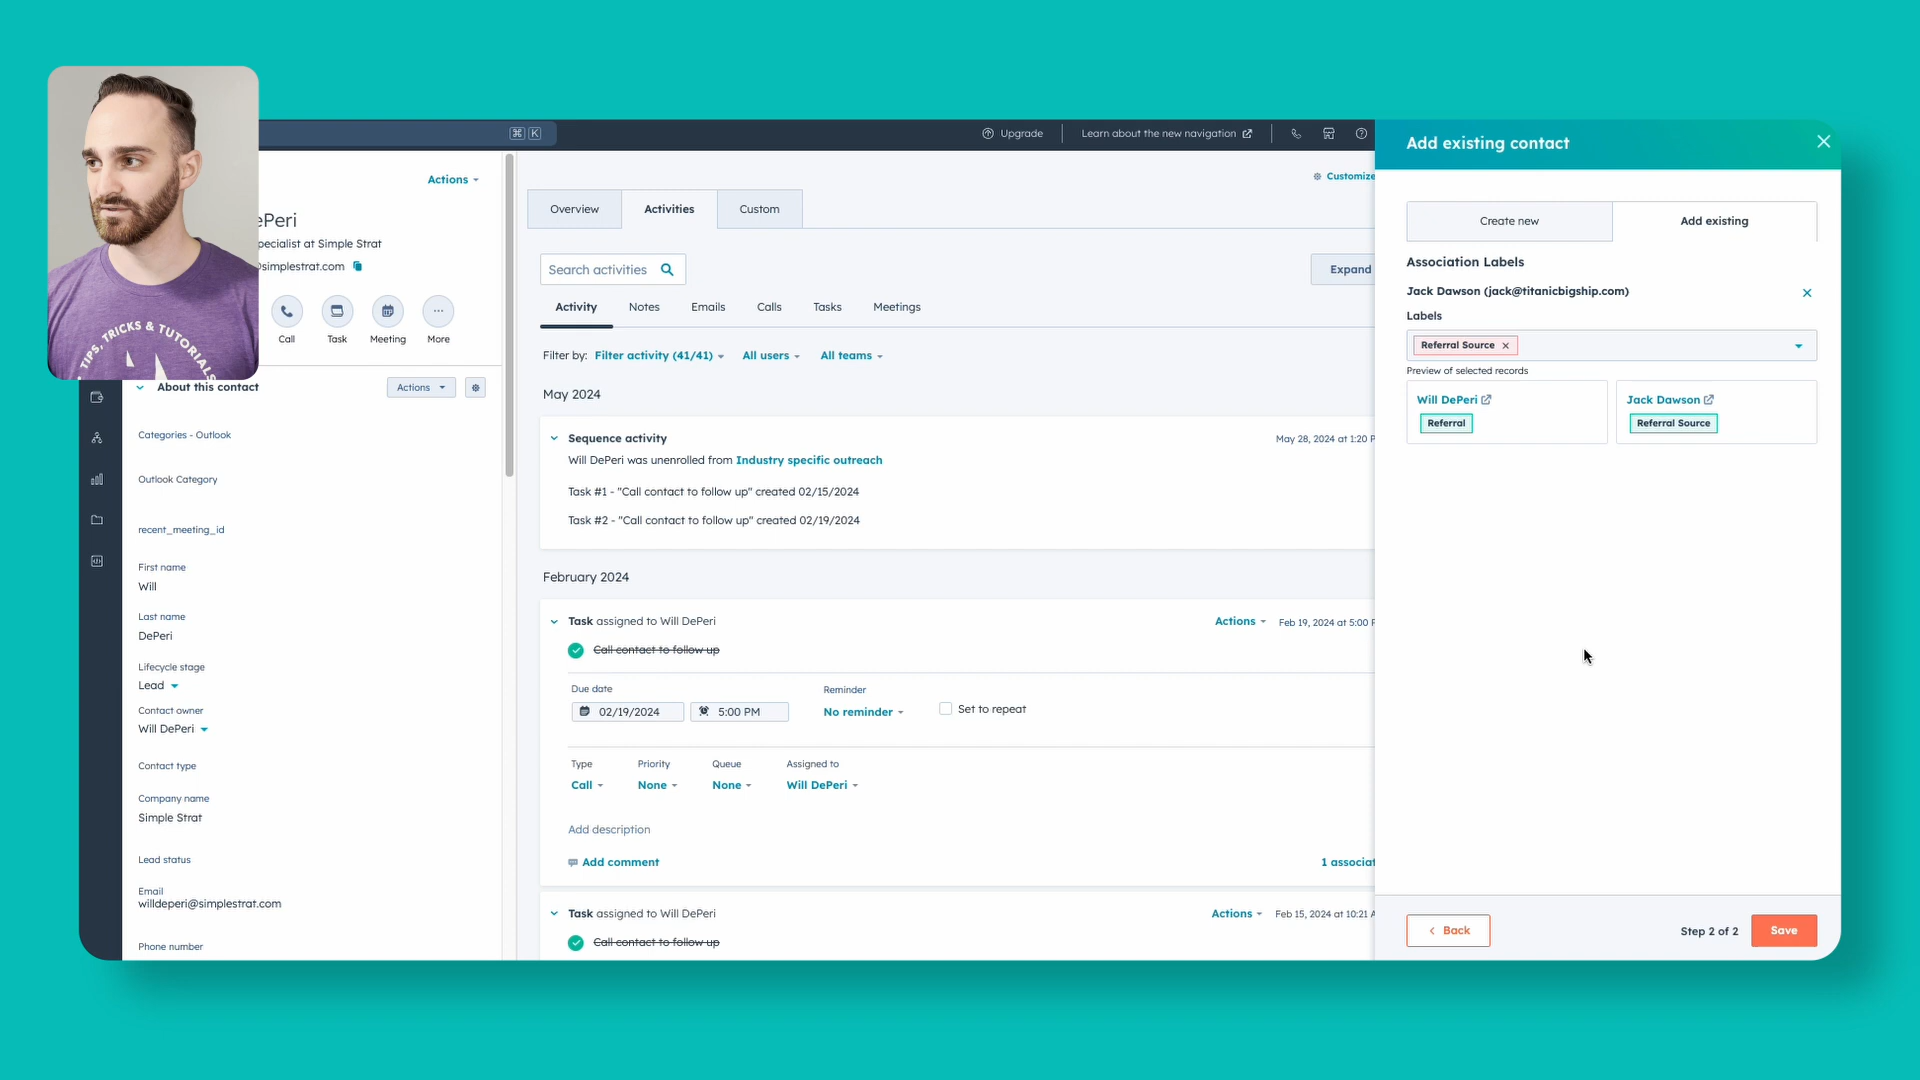 TIPS, TRICKS & TUTORIALS
⌘ K
Upgrade
Learn about the new navigation
Actions
ePeri
pecialist at Simple Strat
@simplestrat.com
Call
Task
Meeting
More
About this contact
Actions
Categories - Outlook
Outlook Category
recent_meeting_id
First name
Will
Last name
DePeri
Lifecycle stage
Lead
Contact owner
Will DePeri
Contact type
Company name
Simple Strat
Lead status
Email
willdeperi@simplestrat.com
Phone number
Customize
Overview
Activities
Custom
Search activities
Expand
Activity
Notes
Emails
Calls
Tasks
Meetings
Filter by: Filter activity (41/41) All users All teams
May 2024
Sequence activity
May 28, 2024 at 1:20 P
Will DePeri was unenrolled from Industry specific outreach
Task #1 - "Call contact to follow up" created 02/15/2024
Task #2 - "Call contact to follow up" created 02/19/2024
February 2024
Task assigned to Will DePeri
Actions
Feb 19, 2024 at 5:00 P
Call contact to follow up
Due date
Reminder
02/19/2024
5:00 PM
No reminder
Set to repeat
Type
Priority
Queue
Assigned to
Call
None
None
Will DePeri
Add description
Add comment
1 associat
Task assigned to Will DePeri
Actions
Feb 15, 2024 at 10:21 A
Call contact to follow up
Add existing contact
Create new
Add existing
Association Labels
Jack Dawson (jack@titanicbigship.com)
Labels
Referral Source
Preview of selected records
Will DePeri
Referral
Jack Dawson
Referral Source
Back
Step 2 of 2
Save